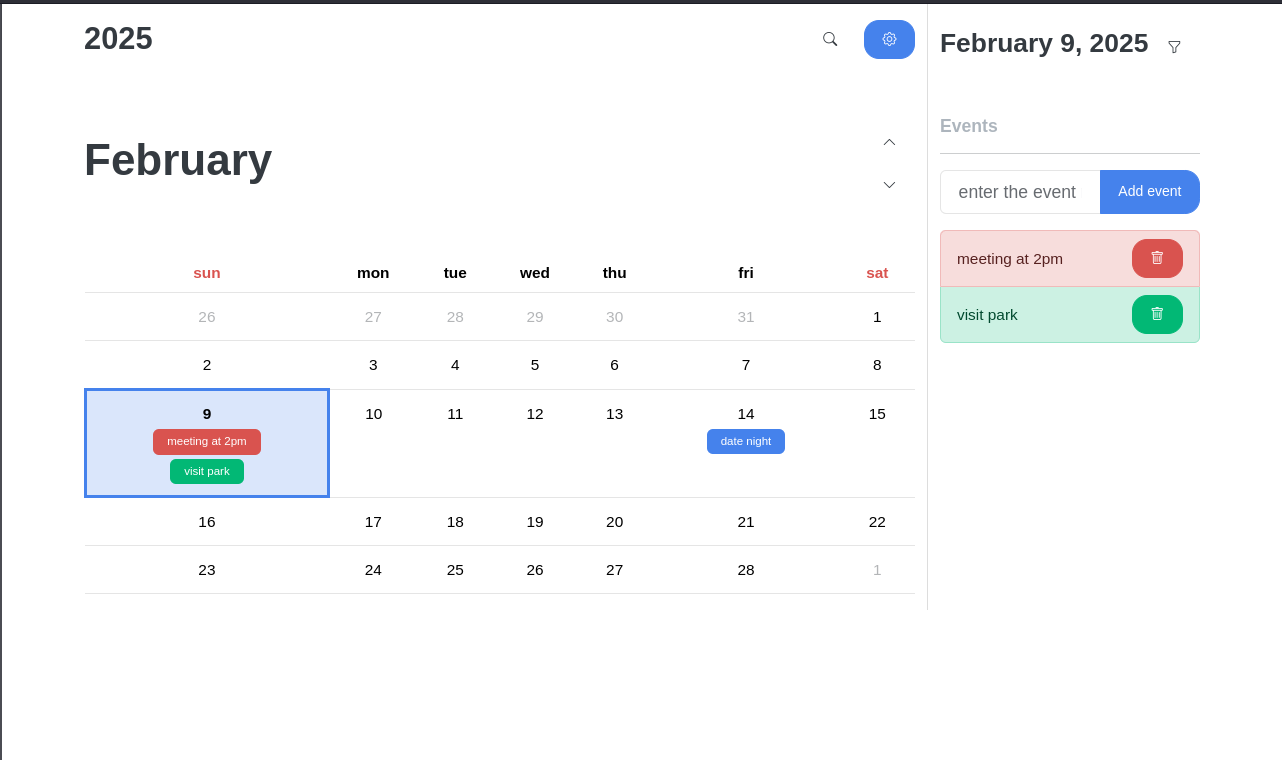 2025
February
sun mon tue wed thu fri sat
26 27 28 29 30 31 1
2 3 4 5 6 7 8
9 10 11 12 13 14 15
meeting at 2pm date night
visit park
16 17 18 19 20 21 22
23 24 25 26 27 28 1
February 9, 2025
Events
enter the event Add event
meeting at 2pm
visit park